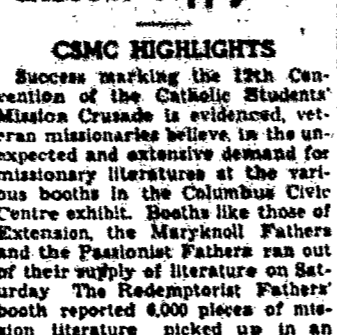 CSMC HIGHLIGHTS
Success marking the 12th Con-
vention of the Catholic Students'
Mission Crusade is evidenced, vet-
eran missionaries believe, in the un-
expected and extensive demand for
missionary literature at the vari-
ous booths in the Columbus Civic
Centre exhibit. Booths like those of
Extension, the Maryknoll Fathers
and the Passionist Fathers ran out
of their supply of literature on Sat-
urday The Redemptorist Fathers'
booth reported 6,000 pieces of mis-
sion literature picked up in an